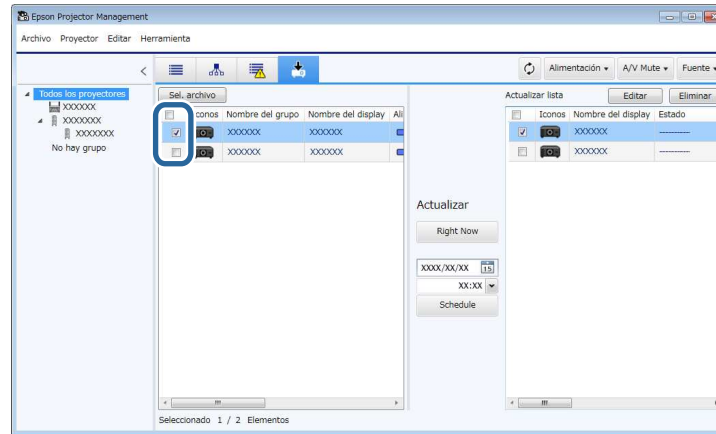 Epson Projector Management
Archivo Proyector Editar Herramienta
Alimentación A/V Mute Fuente
Todos los proyectores
XXXXXX
XXXXXXX
XXXXXXX
No hay grupo
Sel. archivo
Iconos Nombre del grupo Nombre del display Ali
XXXXXX XXXXXX
XXXXXX XXXXXX
Actualizar
Right Now
XXXX/XX/XX 15
XX:XX
Schedule
Actualizar lista Editar Eliminar
Iconos Nombre del display Estado
XXXXXX -----------
XXXXXX -----------
Seleccionado 1 / 2 Elementos